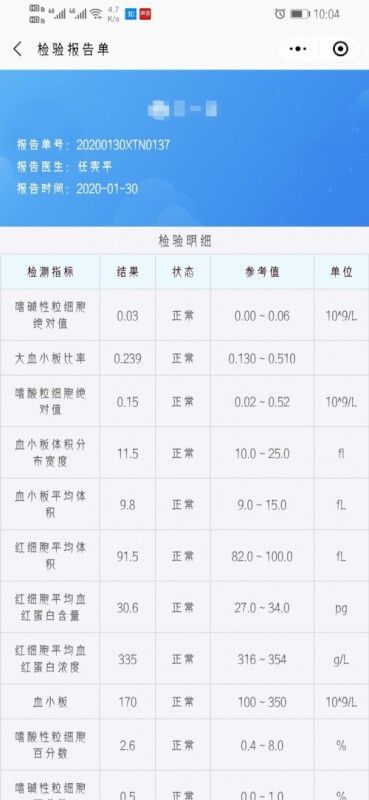 4.7
K/s
10:04
检验报告单
报告单号：20200130XTN0137
报告医生：任宪平
报告时间：2020-01-30
检验明细
检测指标 结果 状态 参考值 单位
嗜碱性粒细胞
绝对值 0.03 正常 0.00 ~ 0.06 10^9/L
大血小板比率 0.239 正常 0.130 ~ 0.510
嗜酸粒细胞绝
对值 0.15 正常 0.02 ~ 0.52 10^9/L
血小板体积分
布宽度 11.5 正常 10.0 ~ 25.0 fl
血小板平均体
积 9.8 正常 9.0 ~ 15.0 fL
红细胞平均体
积 91.5 正常 82.0 ~ 100.0 fL
红细胞平均血
红蛋白含量 30.6 正常 27.0 ~ 34.0 pg
红细胞平均血
红蛋白浓度 335 正常 316 ~ 354 g/L
血小板 170 正常 100 ~ 350 10^9/L
嗜酸性粒细胞
百分数 2.6 正常 0.4 ~ 8.0 %
嗜碱性粒细胞
0.5 正常 0.0 ~ 1.0 %